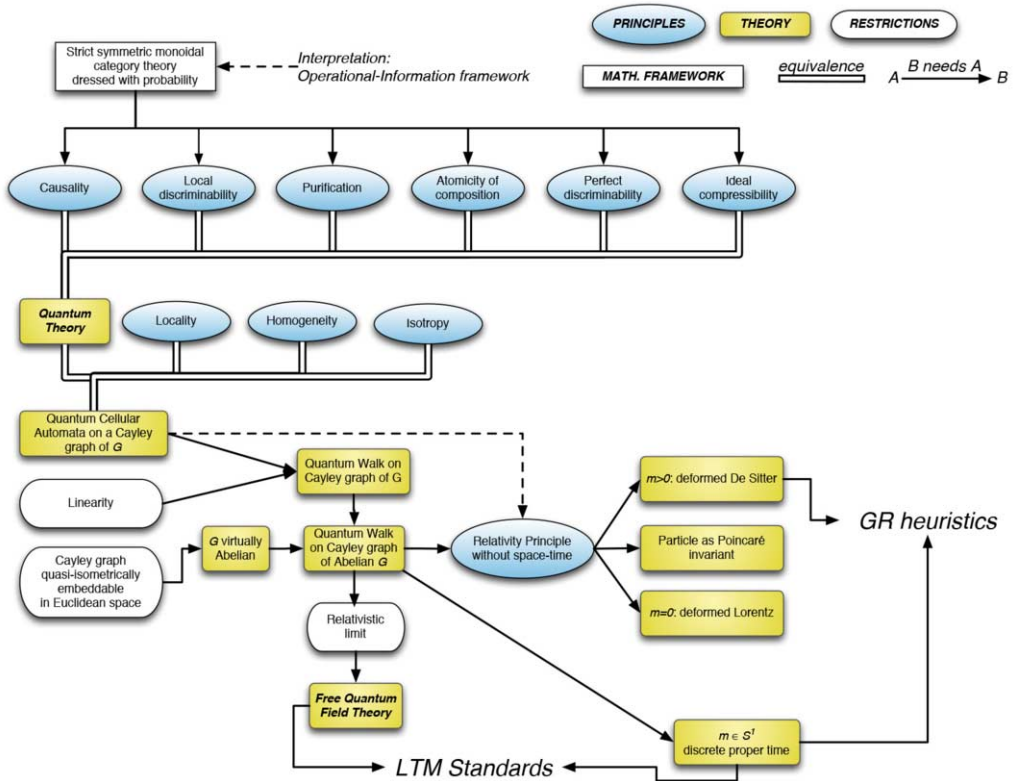 PRINCIPLES
THEORY
RESTRICTIONS
MATH. FRAMEWORK
equivalence
A
B needs A
B
Strict symmetric monoidal
category theory
dressed with probability
Interpretation:
Operational-Information framework
Causality
Local
discriminability
Purification
Atomicity of
composition
Perfect
discriminability
Ideal
compressibility
Quantum
Theory
Locality
Homogeneity
Isotropy
Quantum Cellular
Automata on a Cayley
graph of G
Linearity
Quantum Walk on
Cayley graph of G
Cayley graph
quasi-isometrically
embeddable
in Euclidean space
G virtually
Abelian
Quantum Walk
on Cayley graph
of Abelian G
Relativity Principle
without space-time
m>0: deformed De Sitter
Particle as Poincaré
invariant
m=0: deformed Lorentz
GR heuristics
Relativistic
limit
Free Quantum
Field Theory
m ∈ S¹
discrete proper time
LTM Standards